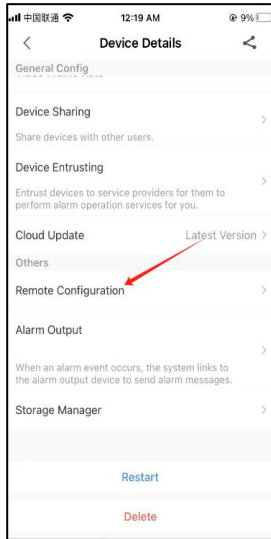 中国联通 12:19 AM 9%
Device Details
General Config
Video Frame Rate
Device Sharing
Share devices with other users.
Device Entrusting
Entrust devices to service providers for them to
perform alarm operation services for you.
Cloud Update Latest Version
Others
Remote Configuration
Alarm Output
When an alarm event occurs, the system links to
the alarm output device to send alarm messages.
Storage Manager
Restart
Delete